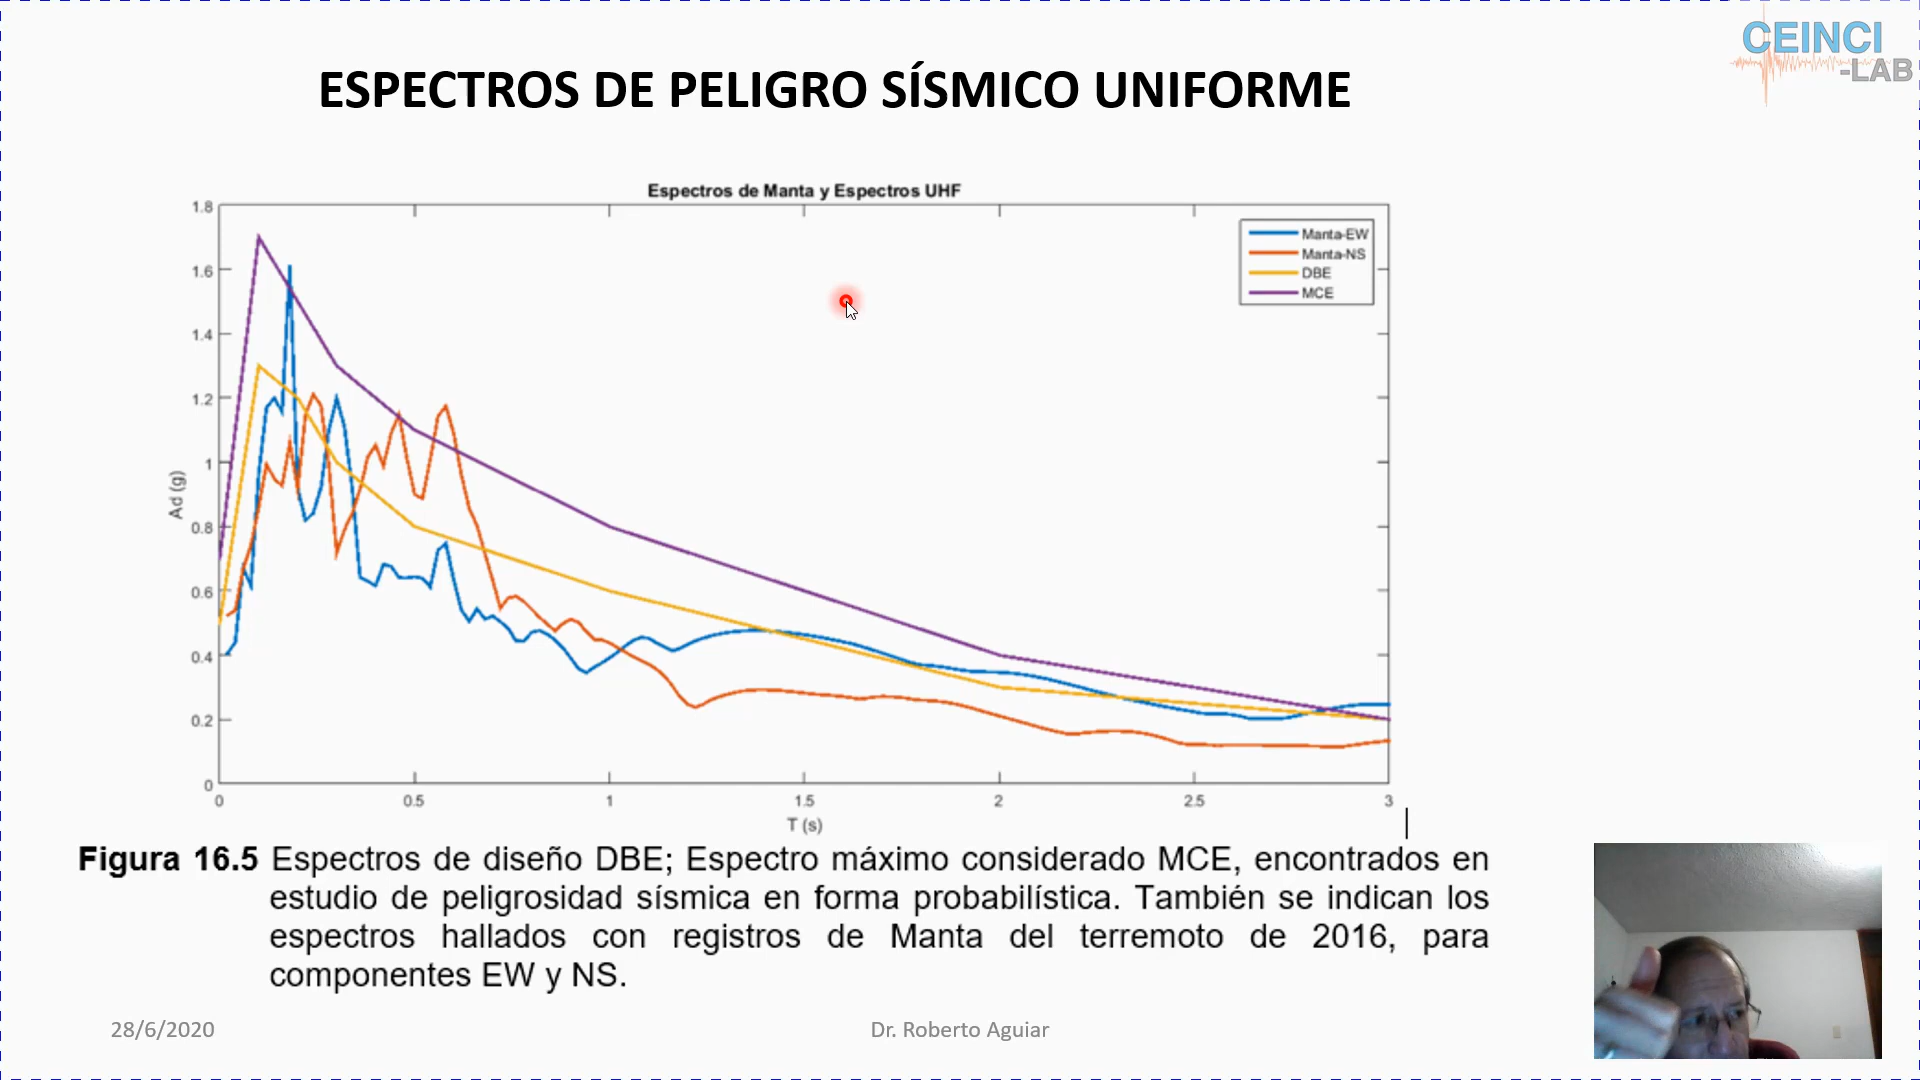 CEINCI
-LAB
ESPECTROS DE PELIGRO SÍSMICO UNIFORME
Espectros de Manta y Espectros UHF
1.8
1.6
1.4
1.2
1
0.8
0.6
0.4
0.2
0
Ad (g)
Manta-EW
Manta-NS
DBE
MCE
0 0.5 1 1.5 2 2.5 3
T (s)
Figura 16.5 Espectros de diseño DBE; Espectro máximo considerado MCE, encontrados en
estudio de peligrosidad sísmica en forma probabilística. También se indican los
espectros hallados con registros de Manta del terremoto de 2016, para
componentes EW y NS.
28/6/2020
Dr. Roberto Aguiar